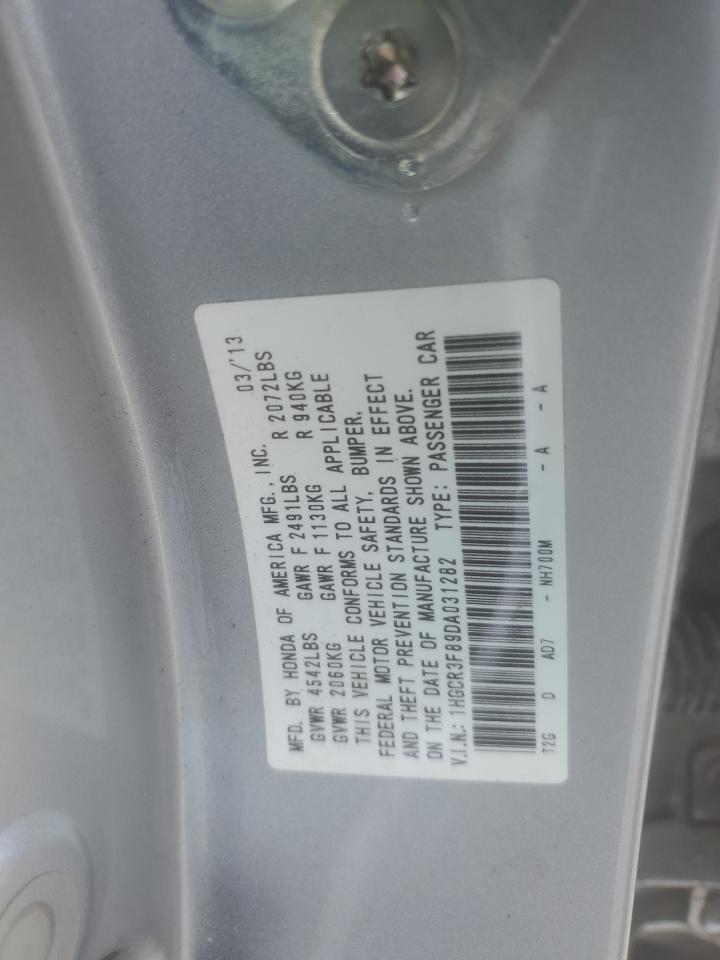 MFD. BY HONDA OF AMERICA MFG., INC. 03/'13
GVWR 4542LBS GAWR F 2491LBS R 2072LBS
GVWR 2060KG GAWR F 1130KG R 940KG
THIS VEHICLE CONFORMS TO ALL APPLICABLE
FEDERAL MOTOR VEHICLE SAFETY, BUMPER,
AND THEFT PREVENTION STANDARDS IN EFFECT
ON THE DATE OF MANUFACTURE SHOWN ABOVE.
V.I.N.: 1HGCR3F89DA031282 TYPE: PASSENGER CAR
T2G D AD7 - NH700M - A - A